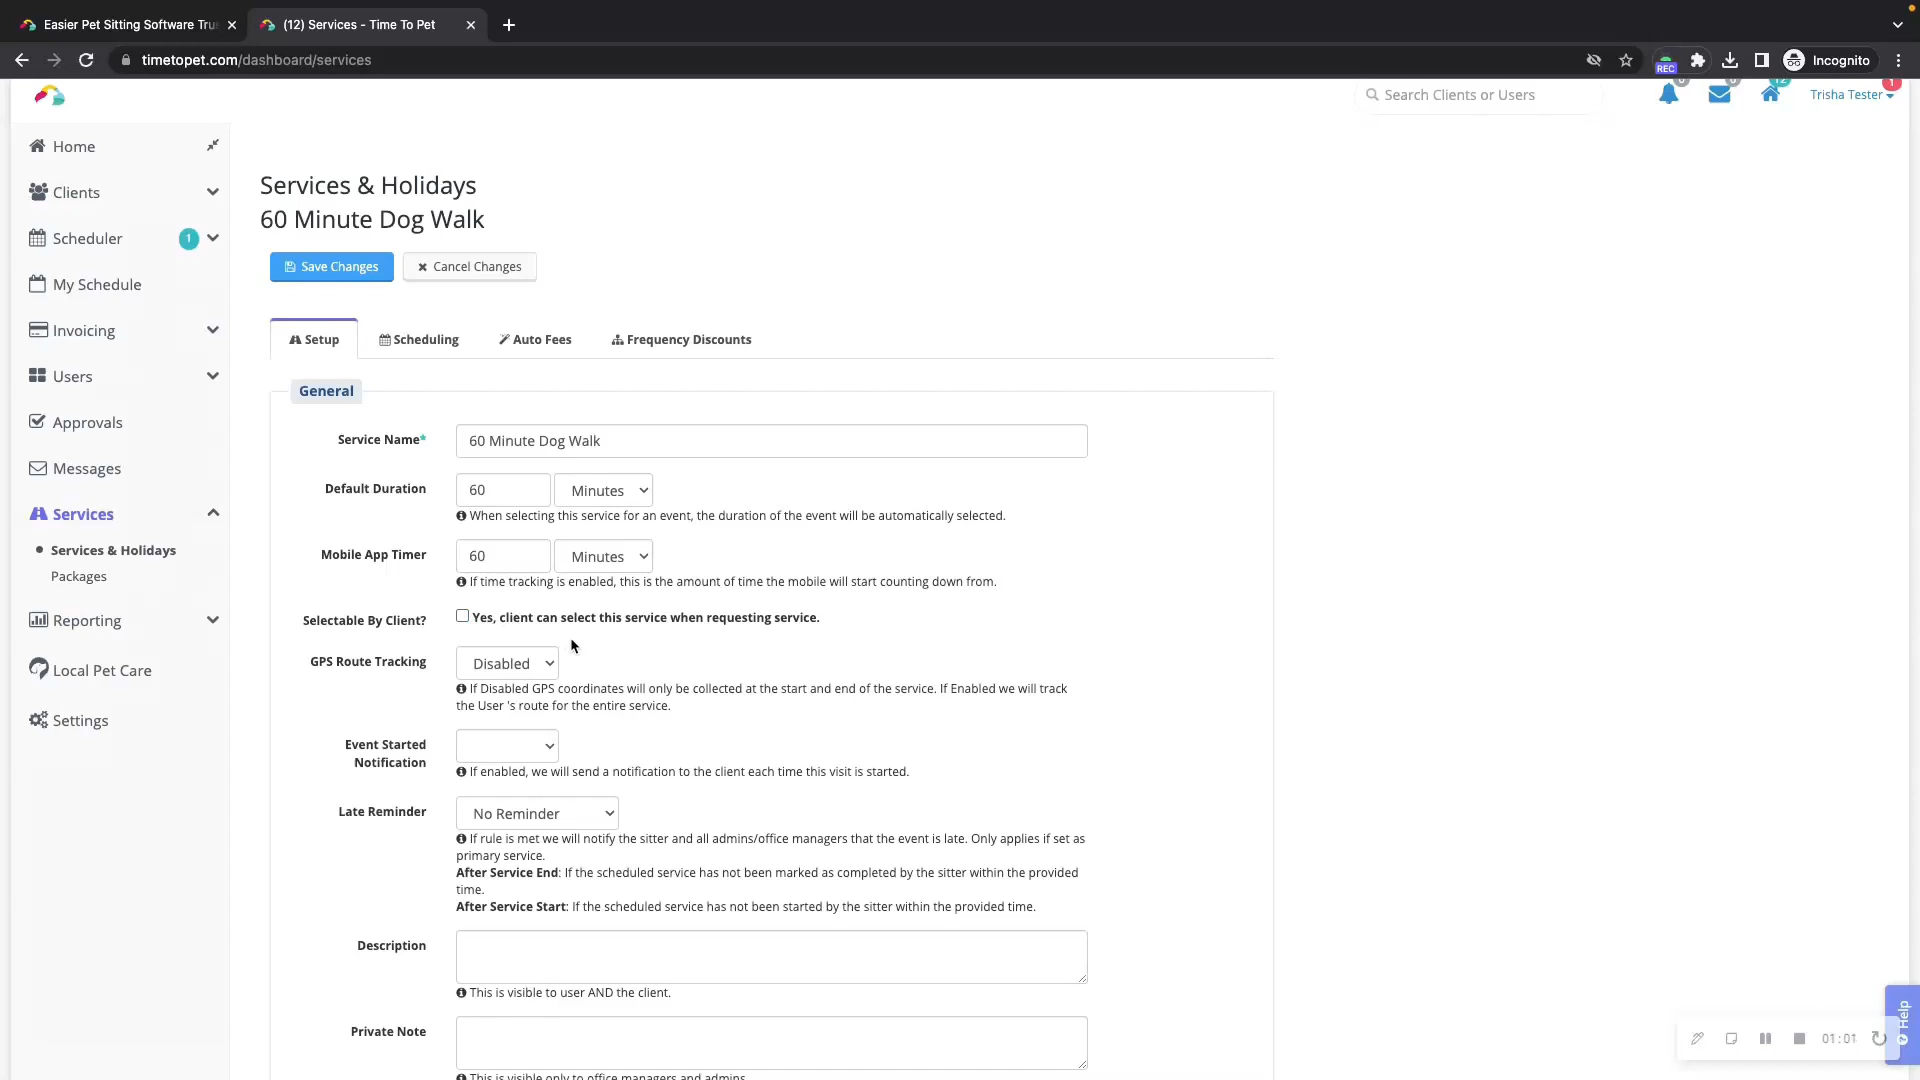 Easier Pet Sitting Software Tru
(12) Services - Time To Pet
timetopet.com/dashboard/services
REC
Incognito
Search Clients or Users
Trisha Tester
1
Home
Clients
Scheduler 1
My Schedule
Invoicing
Users
Approvals
Messages
Services
Services & Holidays
Packages
Reporting
Local Pet Care
Settings
Services & Holidays
60 Minute Dog Walk
Save Changes
Cancel Changes
Setup
Scheduling
Auto Fees
Frequency Discounts
General
Service Name*
60 Minute Dog Walk
Default Duration
60
Minutes
When selecting this service for an event, the duration of the event will be automatically selected.
Mobile App Timer
60
Minutes
If time tracking is enabled, this is the amount of time the mobile will start counting down from.
Selectable By Client?
Yes, client can select this service when requesting service.
GPS Route Tracking
Disabled
If Disabled GPS coordinates will only be collected at the start and end of the service. If Enabled we will track
the User 's route for the entire service.
Event Started
Notification
If enabled, we will send a notification to the client each time this visit is started.
Late Reminder
No Reminder
If rule is met we will notify the sitter and all admins/office managers that the event is late. Only applies if set as
primary service.
After Service End: If the scheduled service has not been marked as completed by the sitter within the provided
time.
After Service Start: If the scheduled service has not been started by the sitter within the provided time.
Description
This is visible to user AND the client.
Private Note
This is visible only to office managers and admins.
Help
01:01